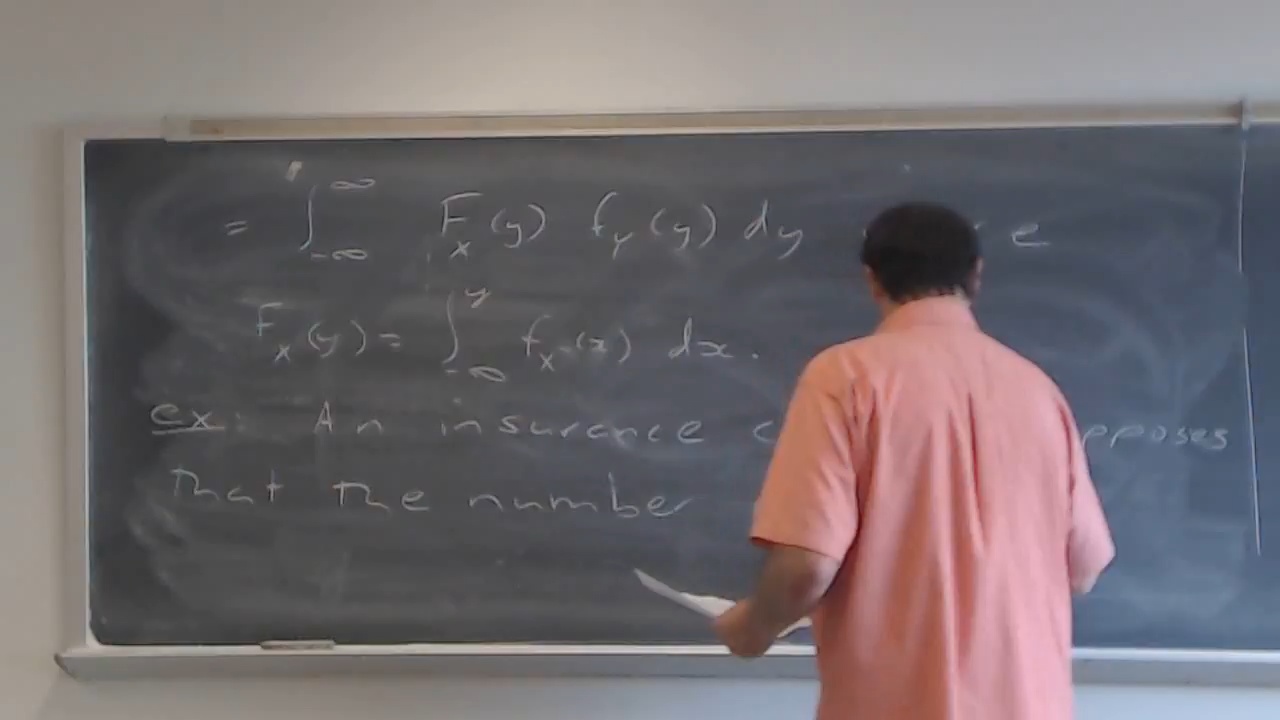 = ∫_{-∞}^{∞} F_x(y) f_y(y) dy
F_x(y) = ∫_{-∞}^{y} f_x(x) dx.
ex: An insurance
that the number